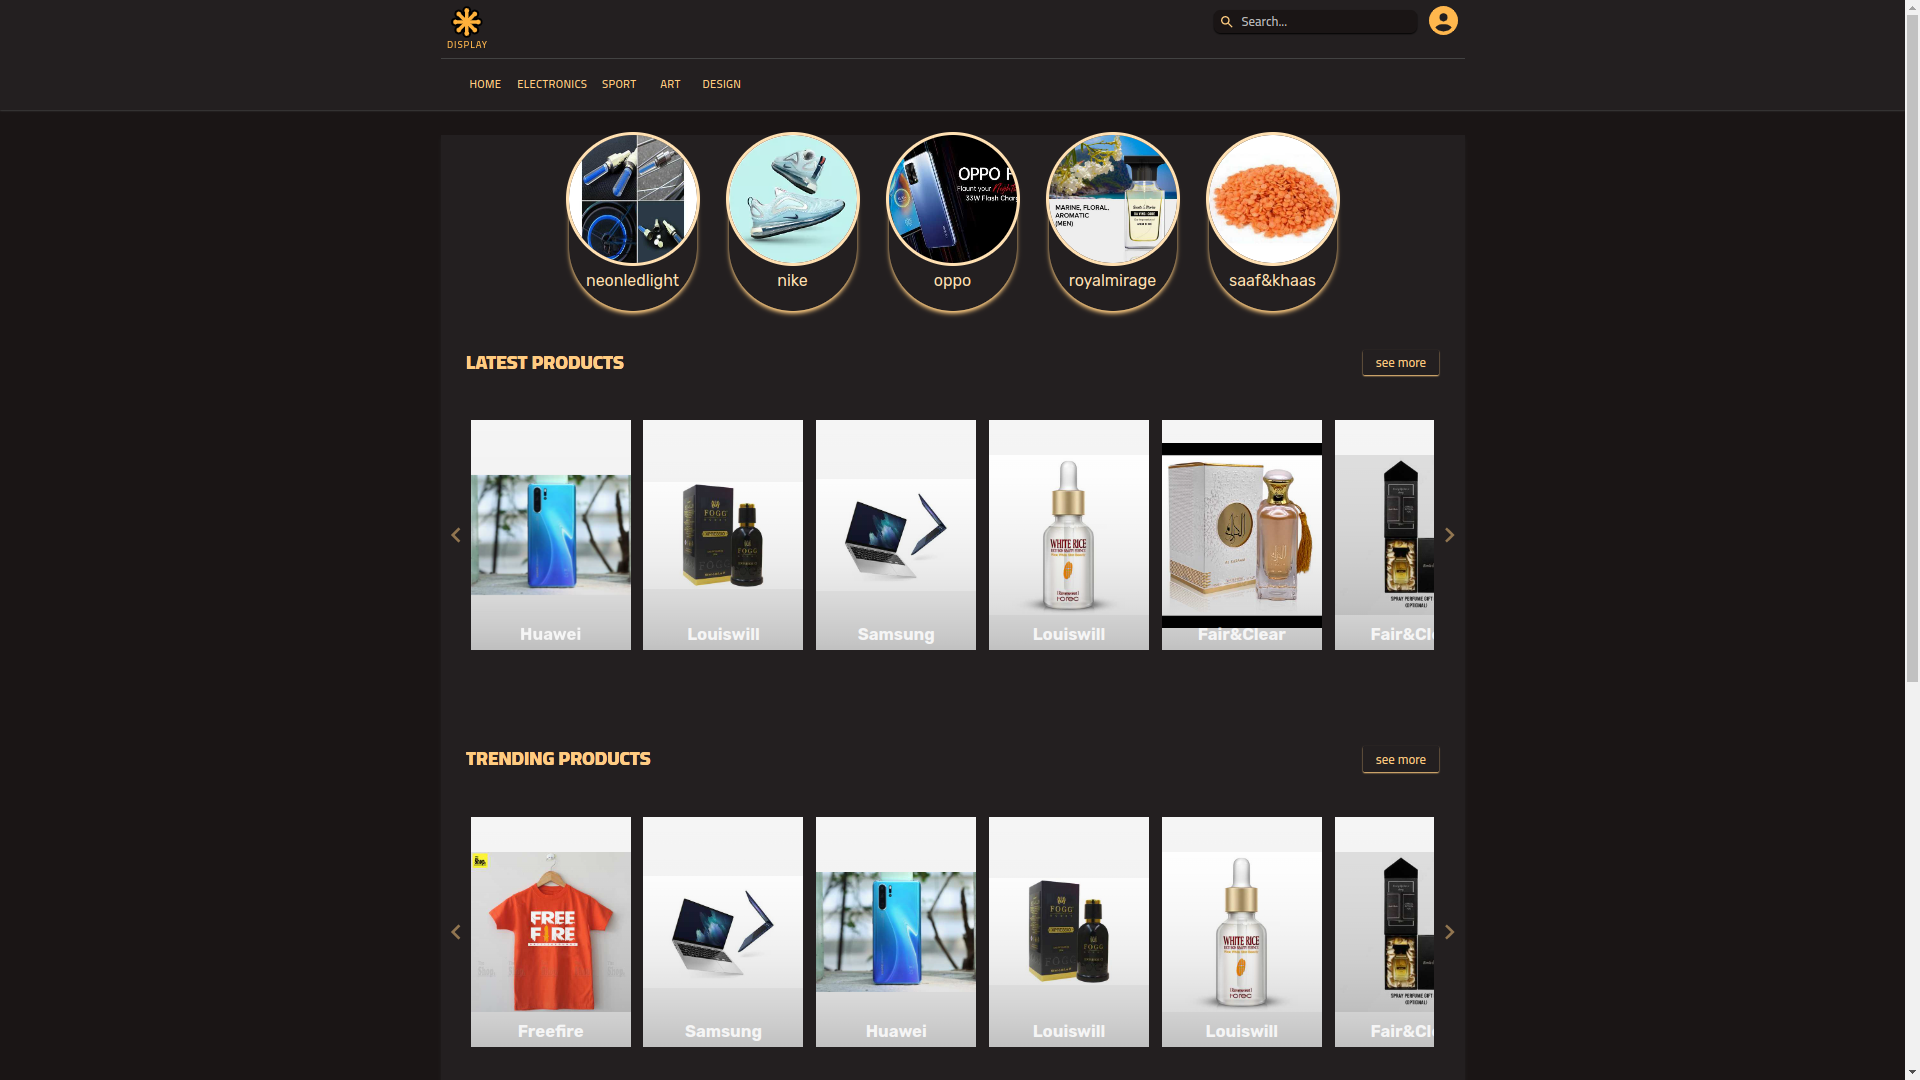 DISPLAY
Search...
HOME
ELECTRONICS
SPORT
ART
DESIGN
OPPO F
Flaunt your
33W Flash Char
MARINE, FLORAL,
AROMATIC
(MEN)
neonledlight
nike
oppo
royalmirage
saaf&khaas
LATEST PRODUCTS
see more
FOGG
FOGG
WHITE RICE
SPRAY PERFUME GIFT
(OPTIONAL)
Huawei
Louiswill
Samsung
Louiswill
Fair&Clear
Fair&Cl
TRENDING PRODUCTS
see more
FREE
FIRE
FOGG
FOGG
WHITE RICE
SPRAY PERFUME GIFT
(OPTIONAL)
Freefire
Samsung
Huawei
Louiswill
Louiswill
Fair&Cl